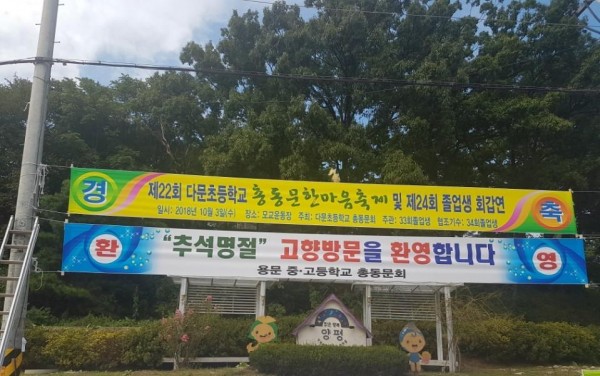 경 제22회 다문초등학교 총동문한마음축제 및 제24회 졸업생 회갑연 축
일시: 2018년 10월 3일(수) 장소: 모교운동장 주최: 다문초등학교 총동문회 주관: 33회졸업생 협조기수: 34회졸업생
환 "추석명절" 고향방문을 환영합니다 영
용문 중·고등학교 총동문회
양평